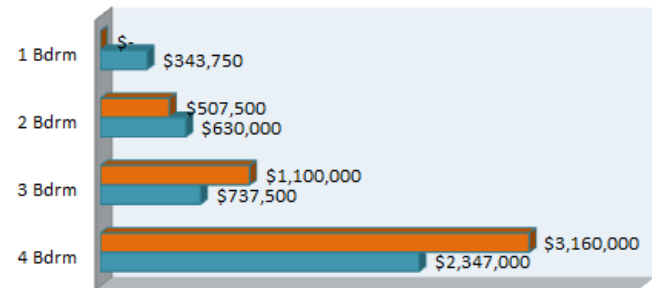 $-
1 Bdrm
$343,750
$507,500
2 Bdrm
$630,000
$1,100,000
3 Bdrm
$737,500
$3,160,000
4 Bdrm
$2,347,000